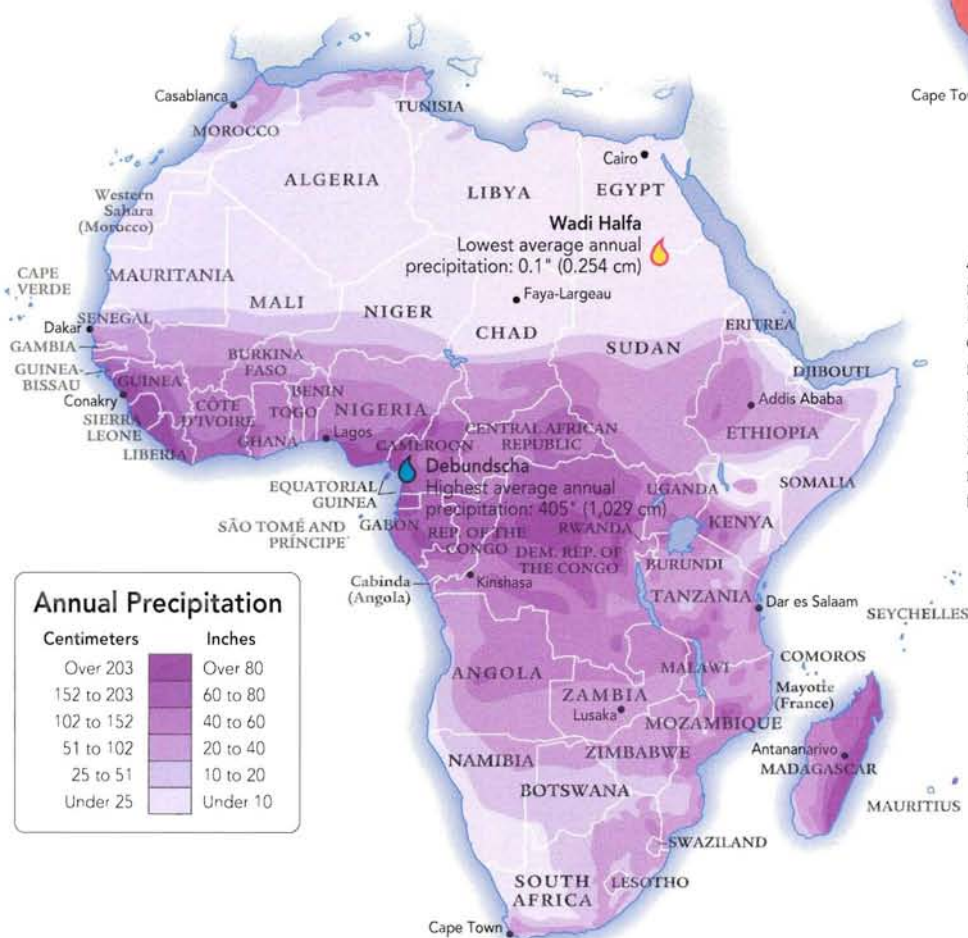 Cape Tow
Casablanca
MOROCCO
TUNISIA
ALGERIA
LIBYA
Cairo
EGYPT
Western
Sahara
(Morocco)
Wadi Halfa
Lowest average annual
precipitation: 0.1" (0.254 cm)
MAURITANIA
CAPE
VERDE
MALI
NIGER
Faya-Largeau
CHAD
SUDAN
ERITREA
Dakar
SENEGAL
GAMBIA
GUINEA-
BISSAU
GUINEA
BURKINA
FASO
BENIN
DJIBOUTI
Conakry
SIERRA
LEONE
CÔTE
D'IVOIRE
TOGO
NIGERIA
Addis Ababa
LIBERIA
GHANA
Lagos
CAMEROON
CENTRAL AFRICAN
REPUBLIC
ETHIOPIA
Debundscha
Highest average annual
precipitation: 405" (1,029 cm)
EQUATORIAL
GUINEA
UGANDA
SOMALIA
SÃO TOMÉ AND
PRÍNCIPE
GABON
REP. OF THE
CONGO
RWANDA
KENYA
DEM. REP. OF
THE CONGO
BURUNDI
Cabinda
(Angola)
Kinshasa
TANZANIA
Dar es Salaam
SEYCHELLES
Annual Precipitation
Centimeters Inches
Over 203 Over 80
152 to 203 60 to 80
102 to 152 40 to 60
51 to 102 20 to 40
25 to 51 10 to 20
Under 25 Under 10
ANGOLA
MALAWI
COMOROS
ZAMBIA
Lusaka
Mayotte
(France)
MOZAMBIQUE
NAMIBIA
ZIMBABWE
Antananarivo
MADAGASCAR
BOTSWANA
MAURITIUS
SWAZILAND
SOUTH
AFRICA
LESOTHO
Cape Town